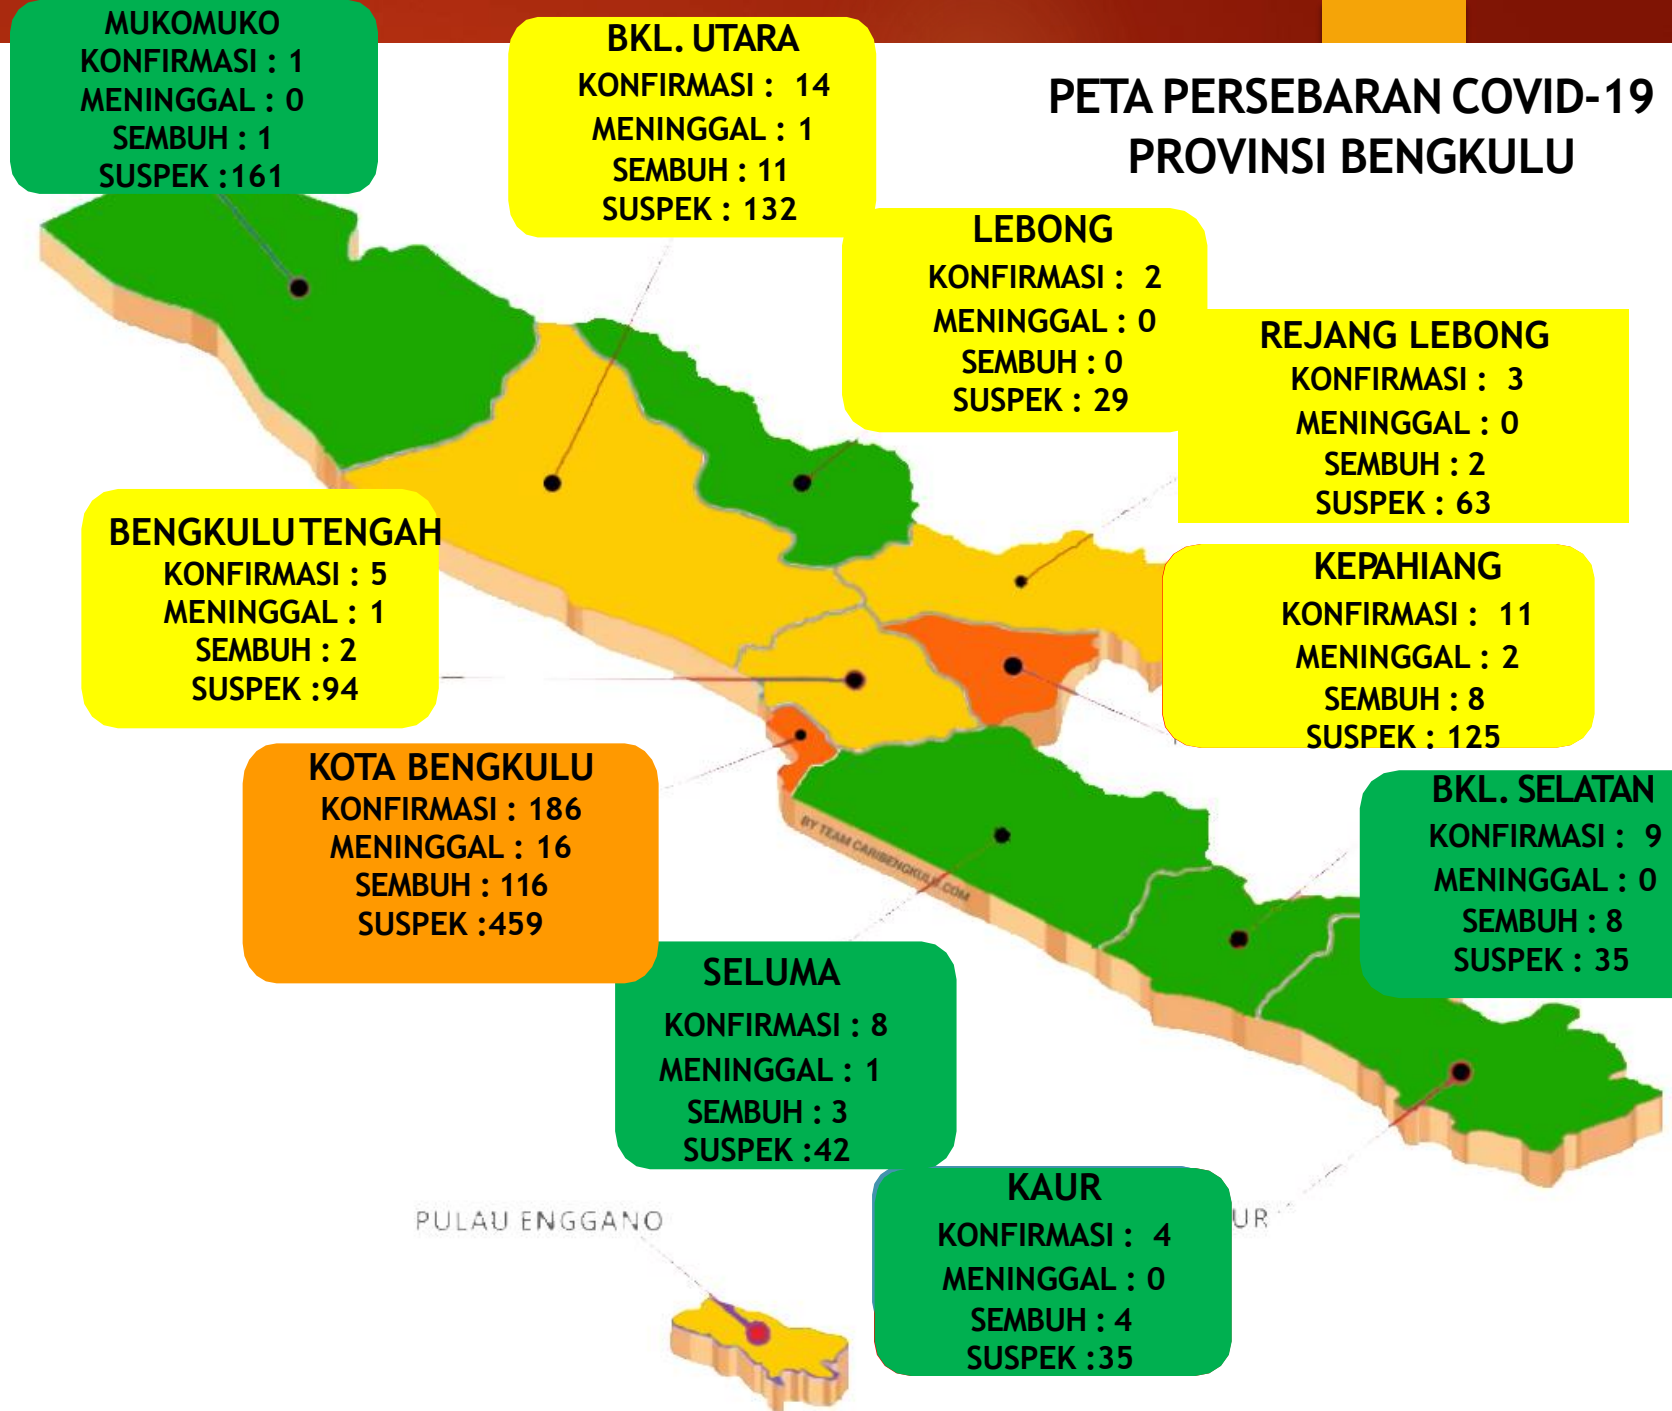 MUKOMUKO
KONFIRMASI : 1
MENINGGAL : 0
SEMBUH : 1
SUSPEK :161
BKL. UTARA
KONFIRMASI : 14
MENINGGAL : 1
SEMBUH : 11
SUSPEK : 132
PETA PERSEBARAN COVID-19
PROVINSI BENGKULU
LEBONG
KONFIRMASI : 2
MENINGGAL : 0
SEMBUH : 0
SUSPEK : 29
REJANG LEBONG
KONFIRMASI : 3
MENINGGAL : 0
SEMBUH : 2
SUSPEK : 63
BENGKULU TENGAH
KONFIRMASI : 5
MENINGGAL : 1
SEMBUH : 2
SUSPEK :94
KEPAHIANG
KONFIRMASI : 11
MENINGGAL : 2
SEMBUH : 8
SUSPEK : 125
KOTA BENGKULU
KONFIRMASI : 186
MENINGGAL : 16
SEMBUH : 116
SUSPEK :459
BKL. SELATAN
KONFIRMASI : 9
MENINGGAL : 0
SEMBUH : 8
SUSPEK : 35
BY TEAM CARIBENGKULU.COM
SELUMA
KONFIRMASI : 8
MENINGGAL : 1
SEMBUH : 3
SUSPEK :42
KAUR
KONFIRMASI : 4
MENINGGAL : 0
SEMBUH : 4
SUSPEK :35
PULAU ENGGANO
UR